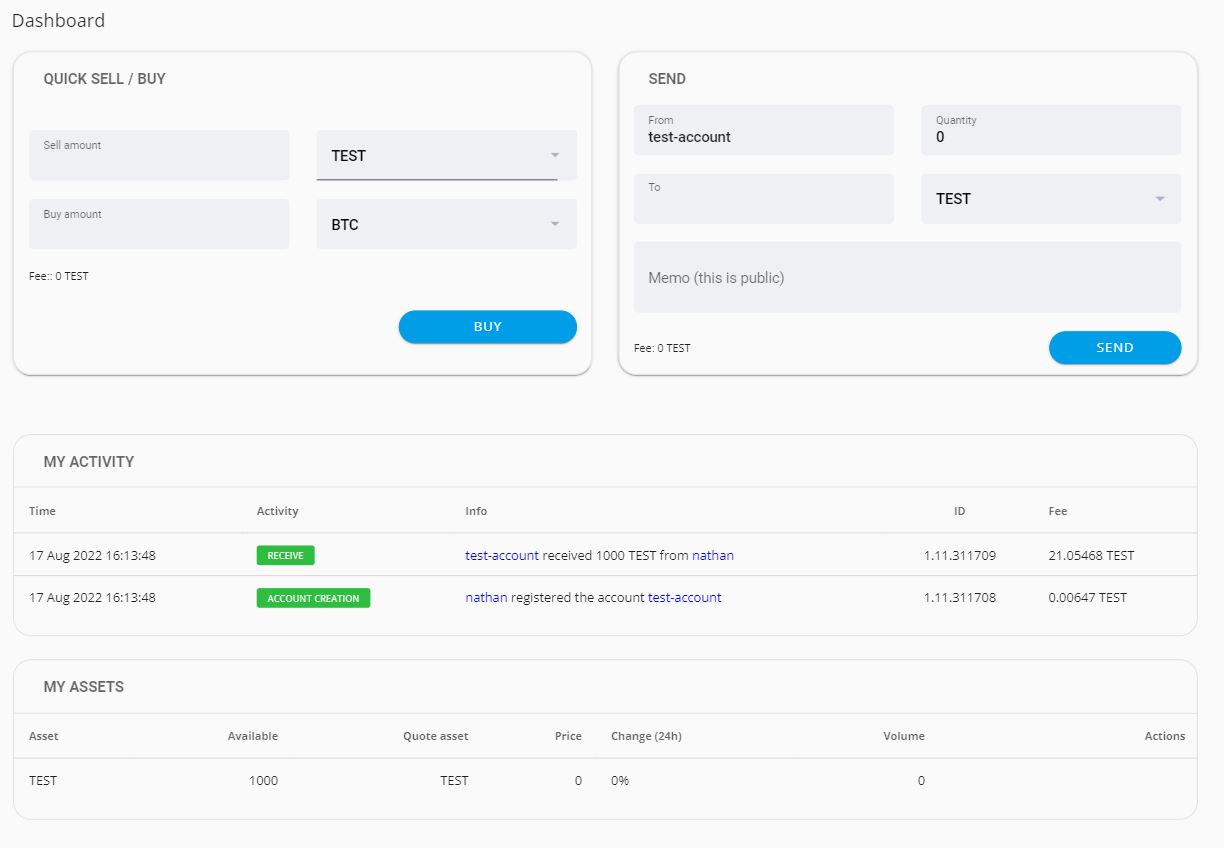 Dashboard
QUICK SELL / BUY
Sell amount
TEST
Buy amount
BTC
Fee:: 0 TEST
BUY
SEND
From
test-account
Quantity
0
To
TEST
Memo (this is public)
Fee: 0 TEST
SEND
MY ACTIVITY
Time Activity Info ID Fee
17 Aug 2022 16:13:48 RECEIVE test-account received 1000 TEST from nathan 1.11.311709 21.05468 TEST
17 Aug 2022 16:13:48 ACCOUNT CREATION nathan registered the account test-account 1.11.311708 0.00647 TEST
MY ASSETS
Asset Available Quote asset Price Change (24h) Volume Actions
TEST 1000 TEST 0 0% 0